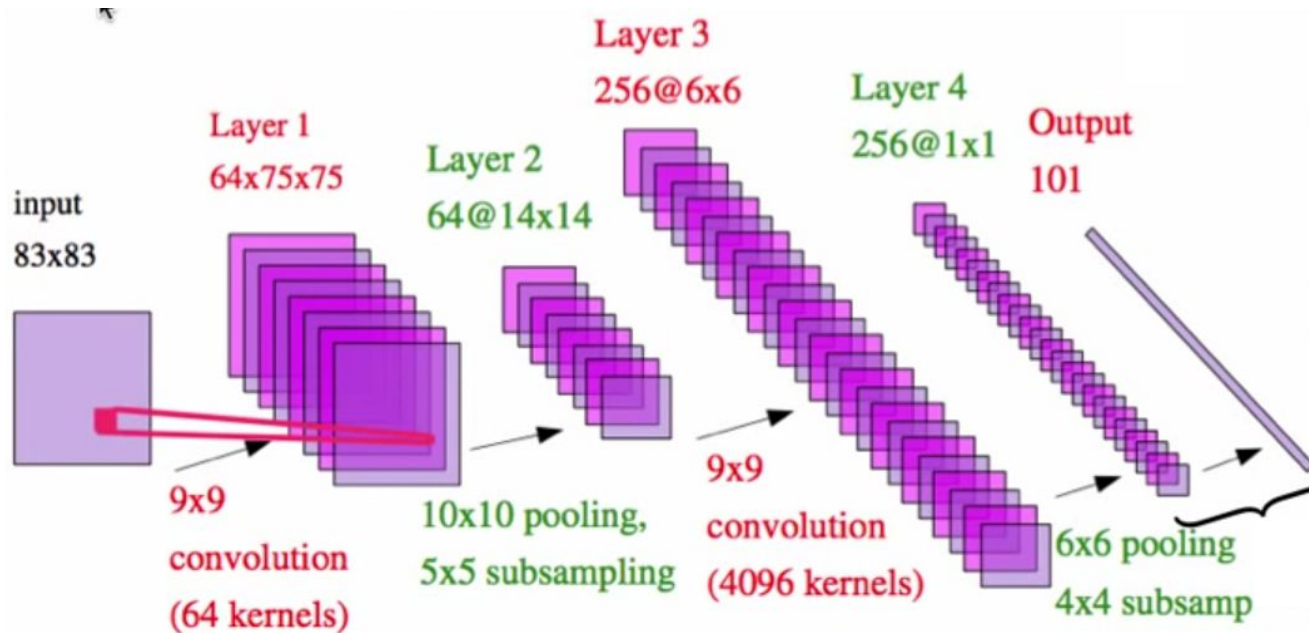 input
83x83
Layer 1
64x75x75
Layer 2
64@14x14
Layer 3
256@6x6
Layer 4
256@1x1
Output
101
9x9
convolution
(64 kernels)
10x10 pooling,
5x5 subsampling
9x9
convolution
(4096 kernels)
6x6 pooling
4x4 subsamp